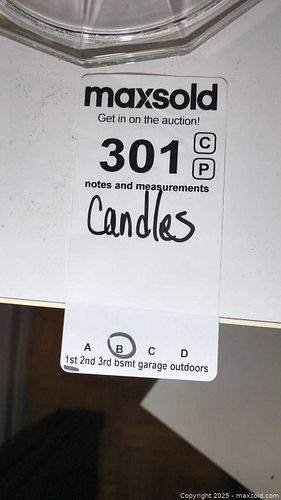 maxsold
Get in on the auction!
301 C
P
notes and measurements
Candles
A B C D
1st 2nd 3rd bsmt garage outdoors
Copyright 2025 - maxsold.com